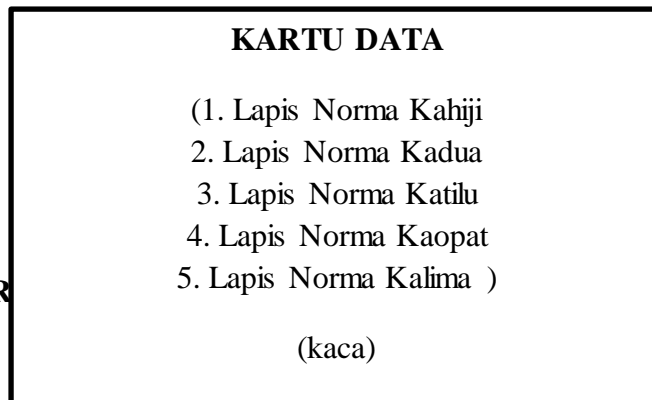 KARTU DATA
(1. Lapis Norma Kahiji
2. Lapis Norma Kadua
3. Lapis Norma Katilu
4. Lapis Norma Kaopat
R
5. Lapis Norma Kalima )
(kaca)